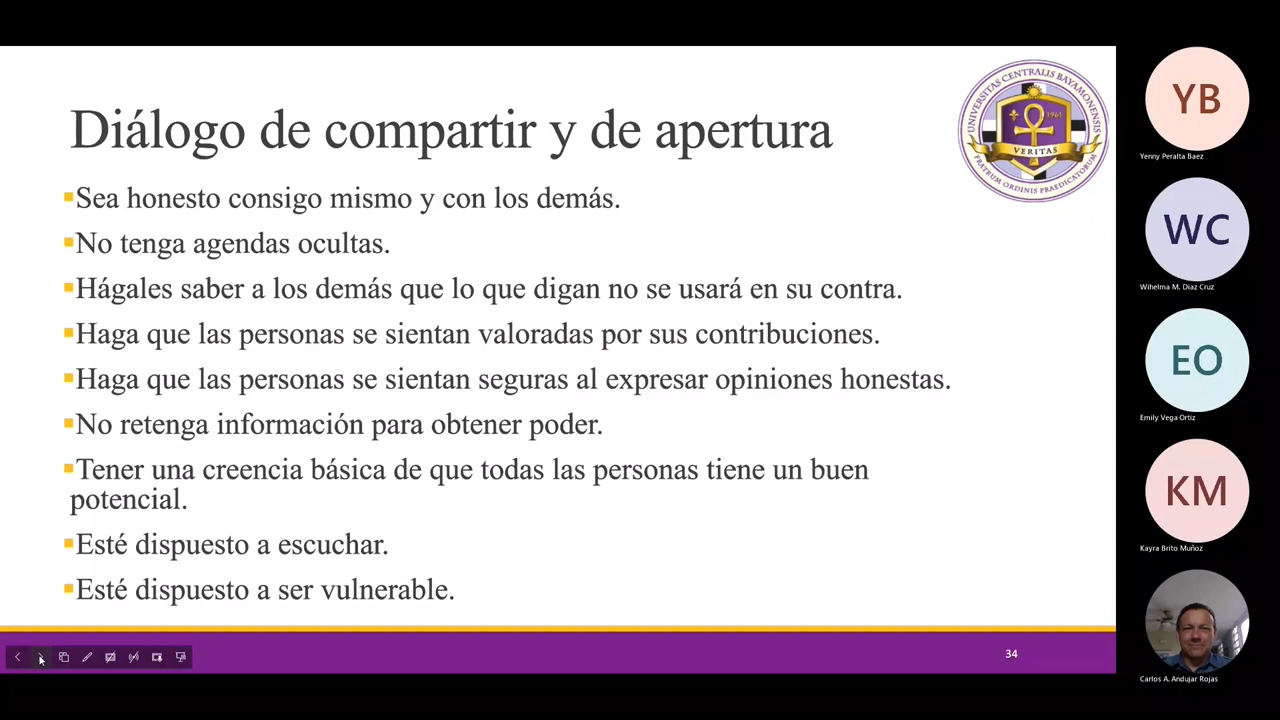 Diálogo de compartir y de apertura
Sea honesto consigo mismo y con los demás.
No tenga agendas ocultas.
Hágales saber a los demás que lo que digan no se usará en su contra.
Haga que las personas se sientan valoradas por sus contribuciones.
Haga que las personas se sientan seguras al expresar opiniones honestas.
No retenga información para obtener poder.
Tener una creencia básica de que todas las personas tiene un buen
potencial.
Esté dispuesto a escuchar.
Esté dispuesto a ser vulnerable.
34
UNIVERSITAS CENTRALIS BAYAMONENSIS
1961
VERITAS
FRATRUM ORDINIS PRAEDICATORUM
YB
Yenny Peralta Baez
WC
Wihelma M. Diaz Cruz
EO
Emily Vega Ortiz
KM
Kayra Brito Muñoz
Carlos A. Andujar Rojas